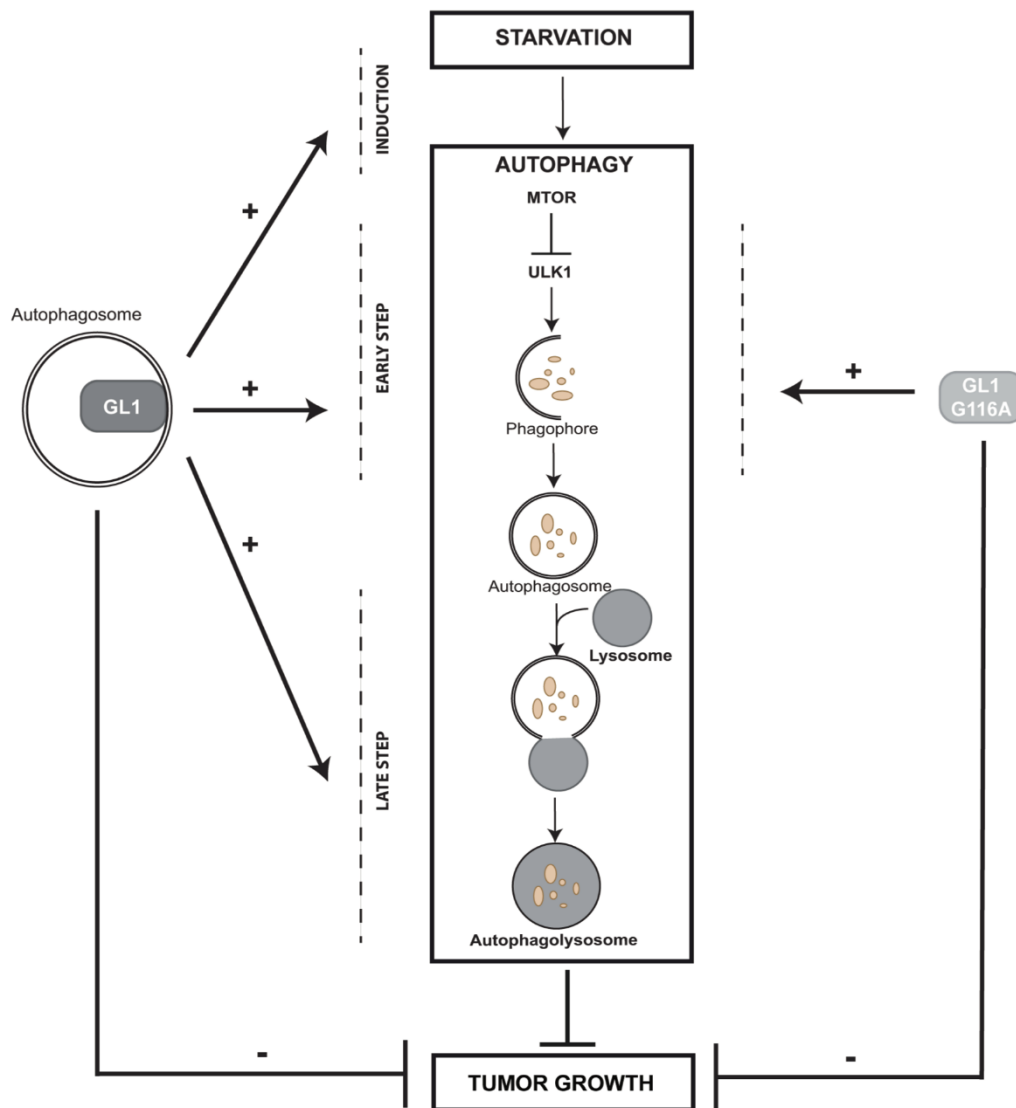 STARVATION
INDUCTION
AUTOPHAGY
MTOR
+
ULK1
EARLY STEP
Autophagosome
GL1
+
+
GL1
G116A
Phagophore
+
Autophagosome
Lysosome
LATE STEP
Autophagolysosome
-
-
TUMOR GROWTH